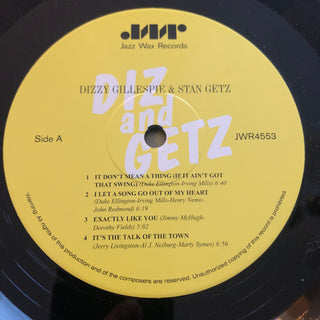 JWR
Jazz Wax Records
DIZZY GILLESPIE & STAN GETZ
DIZ
and
GETZ
Side A
JWR4553
1 IT DON'T MEAN A THING (IF IT AIN'T GOT
THAT SWING) (Duke Ellington-Irving Mills) 6:40
2 I LET A SONG GO OUT OF MY HEART
(Duke Ellington-Irving Mills-Henry Nemo-
John Redmond) 6:19
3 EXACTLY LIKE YOU (Jimmy McHugh-
Dorothy Fields) 5:02
4 IT'S THE TALK OF THE TOWN
(Jerry Livingston-Al J. Neiburg-Marty Symes) 6:56
Warning: All rights of this production and of the composers are reserved. Unauthorized copying of this record is prohibited.